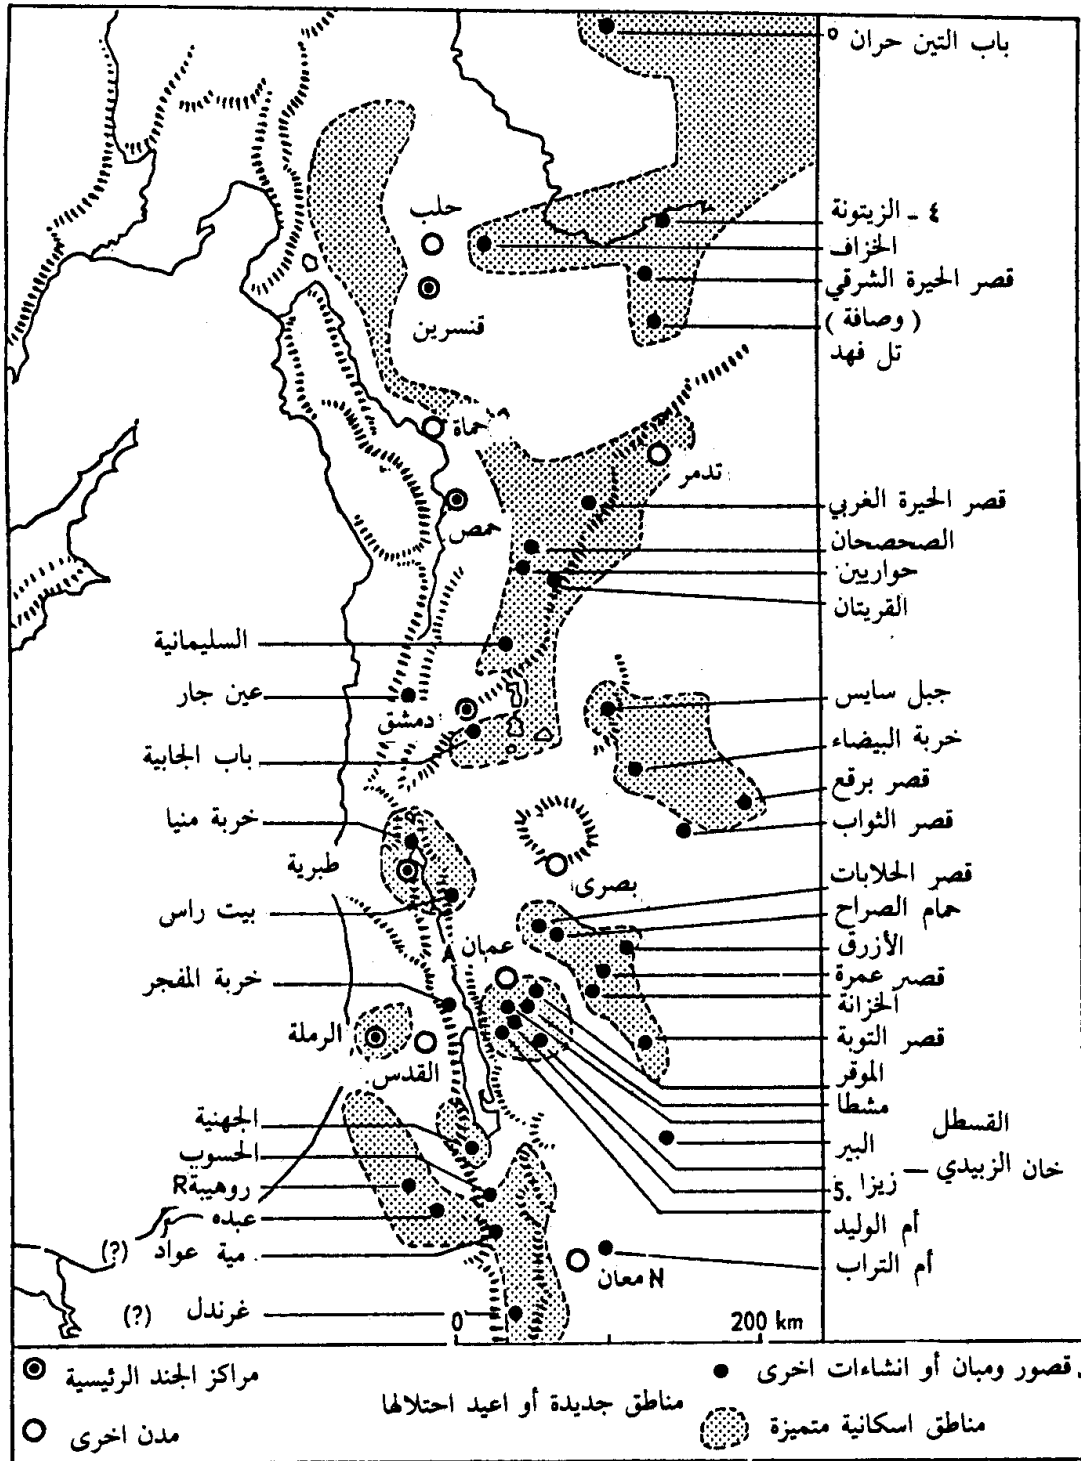 باب التين حران °
٤ ـ الزيتونة
الخزاف
قصر الحيرة الشرقي
( وصافة )
تل فهد
حلب
قنسرين
حماة
تدمر
حمص
قصر الحيرة الغربي
الصحصحان
حواريين
القريتان
السليمانية
عين جار
دمشق
باب الجابية
جبل سايس
خربة البيضاء
قصر برقع
قصر الثواب
خربة منيا
طبرية
بيت راس
بصرى
قصر الحلابات
حمام الصراح
الأزرق
قصر عمرة
الخزانة
قصر التوبة
الموقر
مشطا
القسطل
البير
خان الزبيدي — زيزا .5
أم الوليد
أم التراب
عمان A
خربة المفجر
الرملة
القدس
الجهنية
الحسوب
روهيبة R
عبده
مية عواد (?)
غرندل (?)
معان N
0 200 km
مراكز الجند الرئيسية
مدن اخرى
مناطق جديدة أو اعيد احتلالها
قصور ومبان أو انشاءات اخرى
مناطق اسكانية متميزة